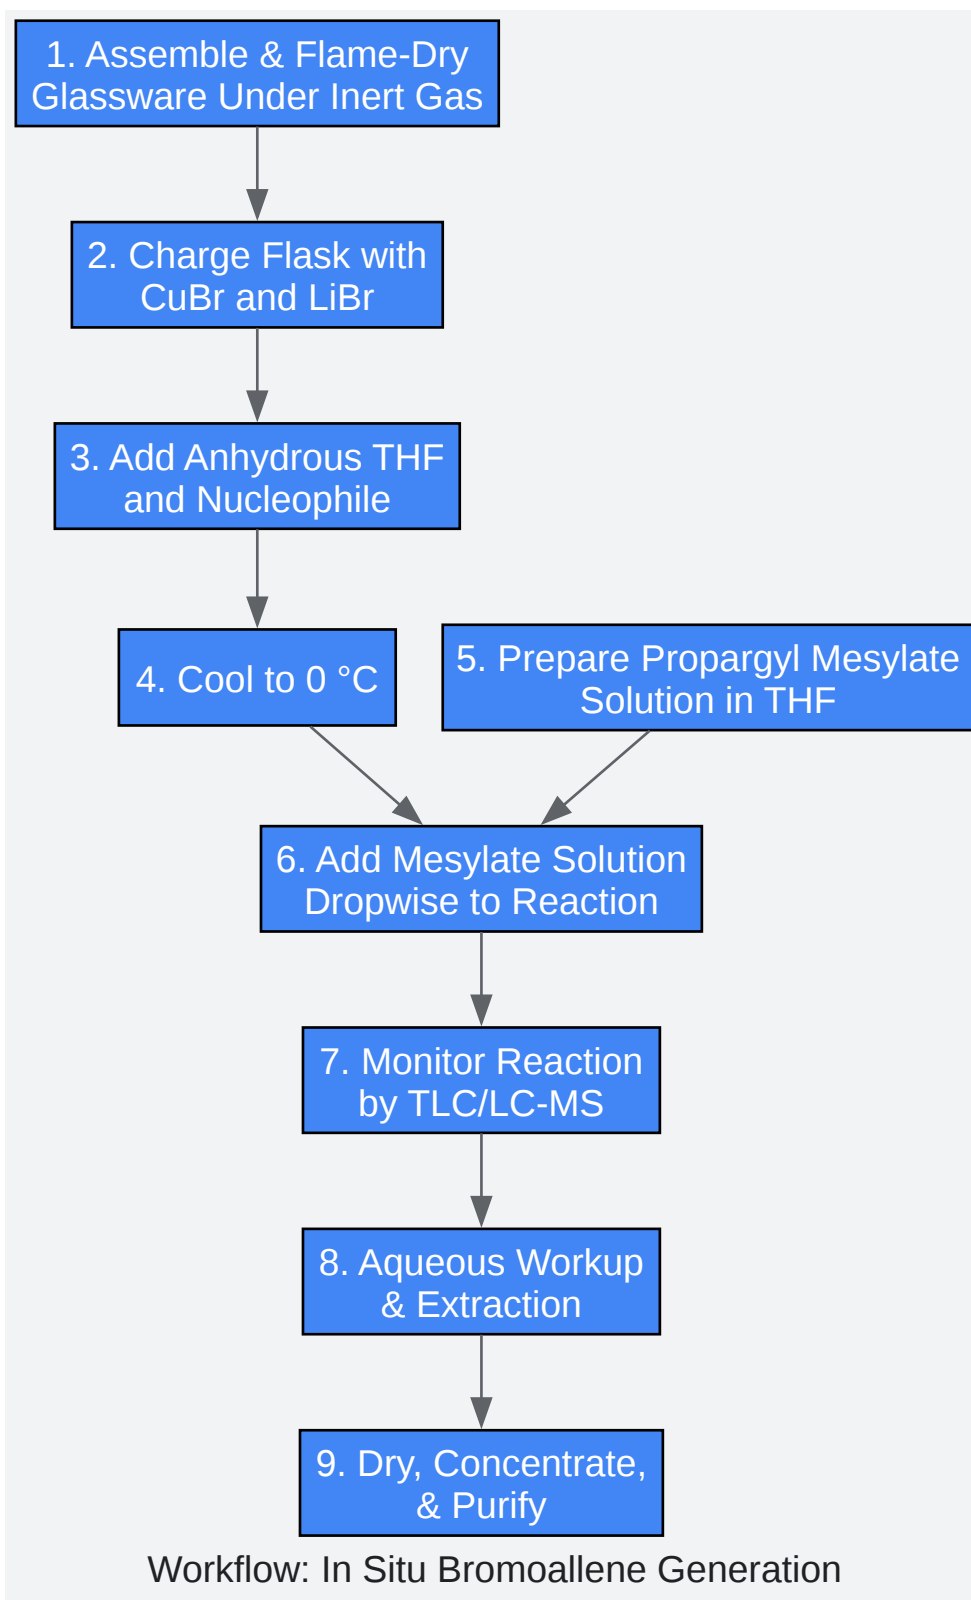 1. Assemble & Flame-Dry
Glassware Under Inert Gas
2. Charge Flask with
CuBr and LiBr
3. Add Anhydrous THF
and Nucleophile
4. Cool to 0 °C
5. Prepare Propargyl Mesylate
Solution in THF
6. Add Mesylate Solution
Dropwise to Reaction
7. Monitor Reaction
by TLC/LC-MS
8. Aqueous Workup
& Extraction
9. Dry, Concentrate,
& Purify
Workflow: In Situ Bromoallene Generation